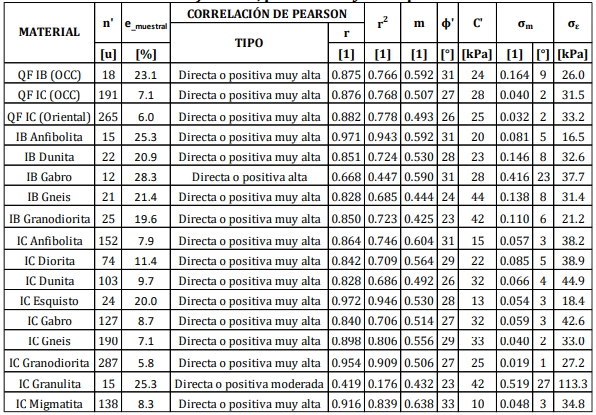 MATERIAL n' e_muestral CORRELACIÓN DE PEARSON r² m ϕ' C' σm σε
TIPO r
[u] [%] [1] [1] [1] [°] [kPa] [1] [°] [kPa]
QF IB (OCC) 18 23.1 Directa o positiva muy alta 0.875 0.766 0.592 31 24 0.164 9 26.0
QF IC (OCC) 191 7.1 Directa o positiva muy alta 0.876 0.768 0.507 27 28 0.040 2 31.5
QF IC (Oriental) 265 6.0 Directa o positiva muy alta 0.882 0.778 0.493 26 25 0.032 2 33.2
IB Anfibolita 15 25.3 Directa o positiva muy alta 0.971 0.943 0.592 31 20 0.081 5 16.5
IB Dunita 22 20.9 Directa o positiva muy alta 0.851 0.724 0.530 28 23 0.146 8 32.6
IB Gabro 12 28.3 Directa o positiva alta 0.668 0.447 0.590 31 28 0.416 23 37.7
IB Gneis 21 21.4 Directa o positiva muy alta 0.828 0.685 0.444 24 44 0.138 8 31.4
IB Granodiorita 25 19.6 Directa o positiva muy alta 0.850 0.723 0.425 23 42 0.110 6 21.2
IC Anfibolita 152 7.9 Directa o positiva muy alta 0.864 0.746 0.604 31 15 0.057 3 38.2
IC Diorita 74 11.4 Directa o positiva muy alta 0.842 0.709 0.564 29 22 0.085 5 38.9
IC Dunita 103 9.7 Directa o positiva muy alta 0.828 0.686 0.492 26 32 0.066 4 44.9
IC Esquisto 24 20.0 Directa o positiva muy alta 0.972 0.946 0.530 28 13 0.054 3 18.4
IC Gabro 127 8.7 Directa o positiva muy alta 0.840 0.706 0.514 27 32 0.059 3 42.6
IC Gneis 190 7.1 Directa o positiva muy alta 0.898 0.806 0.556 29 33 0.040 2 33.0
IC Granodiorita 287 5.8 Directa o positiva muy alta 0.954 0.909 0.506 27 25 0.019 1 27.2
IC Granulita 15 25.3 Directa o positiva moderada 0.419 0.176 0.432 23 42 0.519 27 113.3
IC Migmatita 138 8.3 Directa o positiva muy alta 0.916 0.839 0.638 33 10 0.048 3 34.8